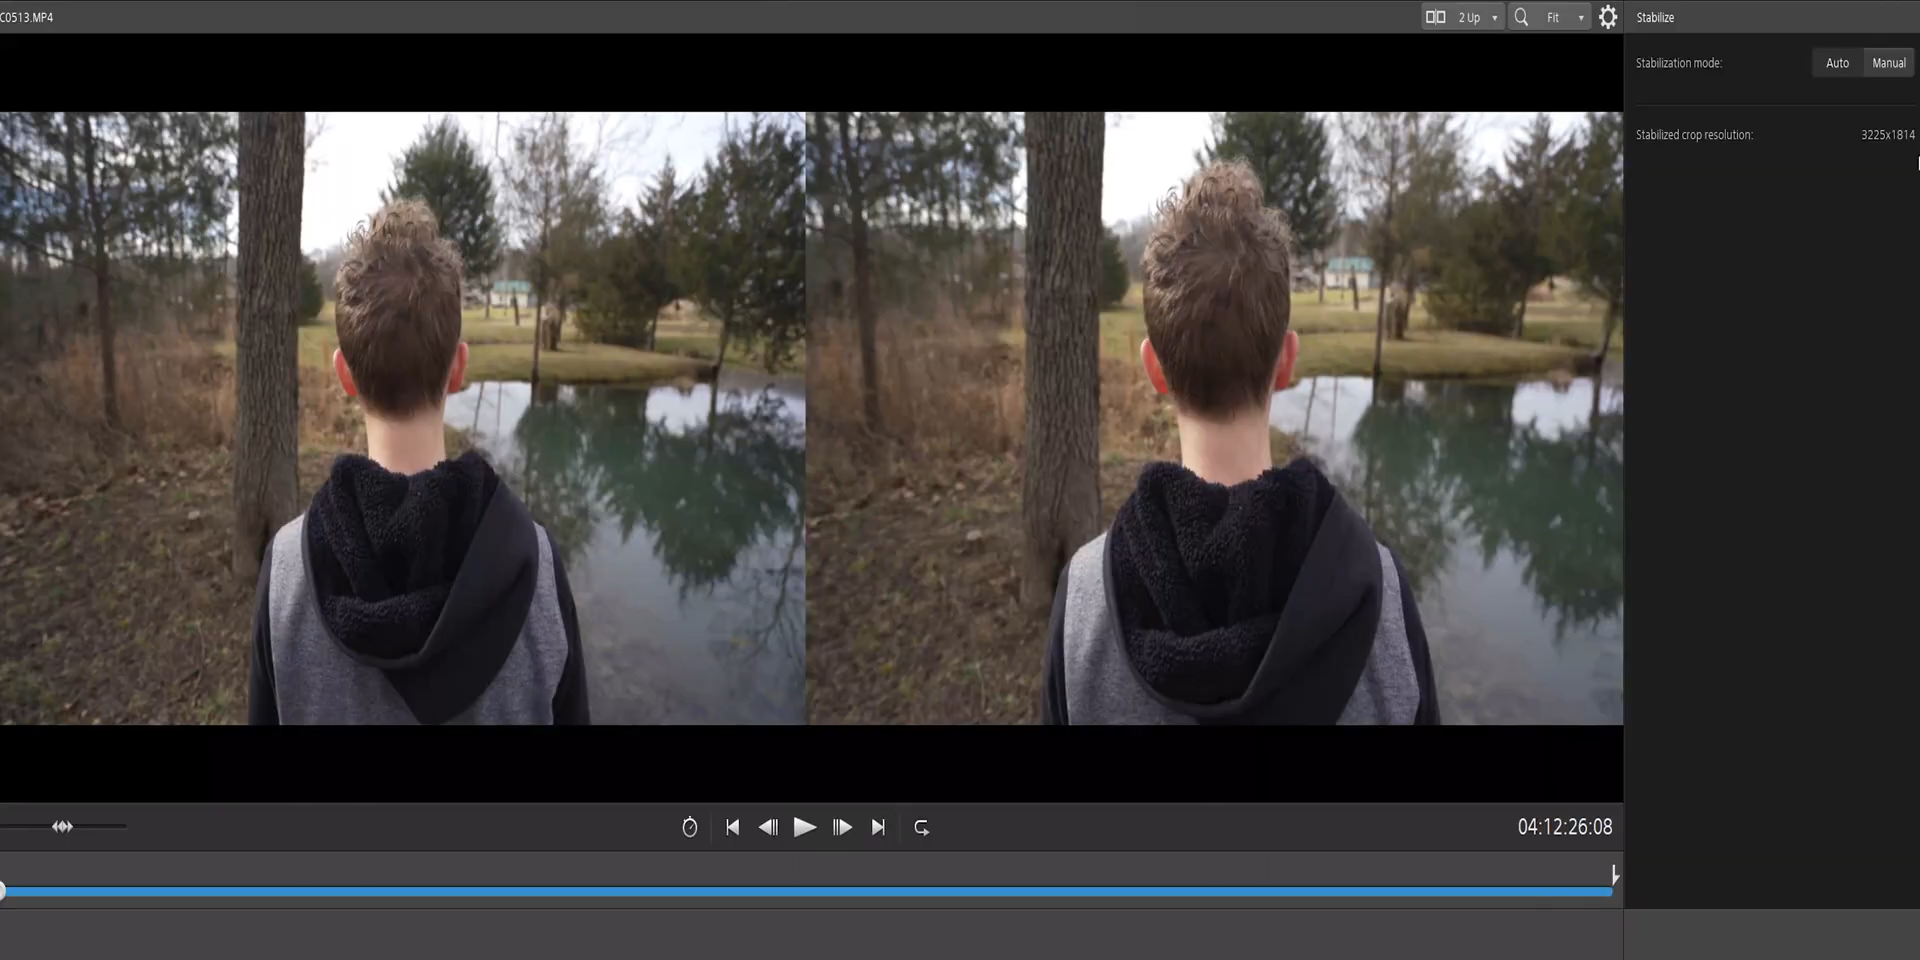 C0513.MP4
2 Up
Fit
Stabilize
Stabilization mode:
Auto
Manual
Stabilized crop resolution:
3225x1814
04:12:26:08